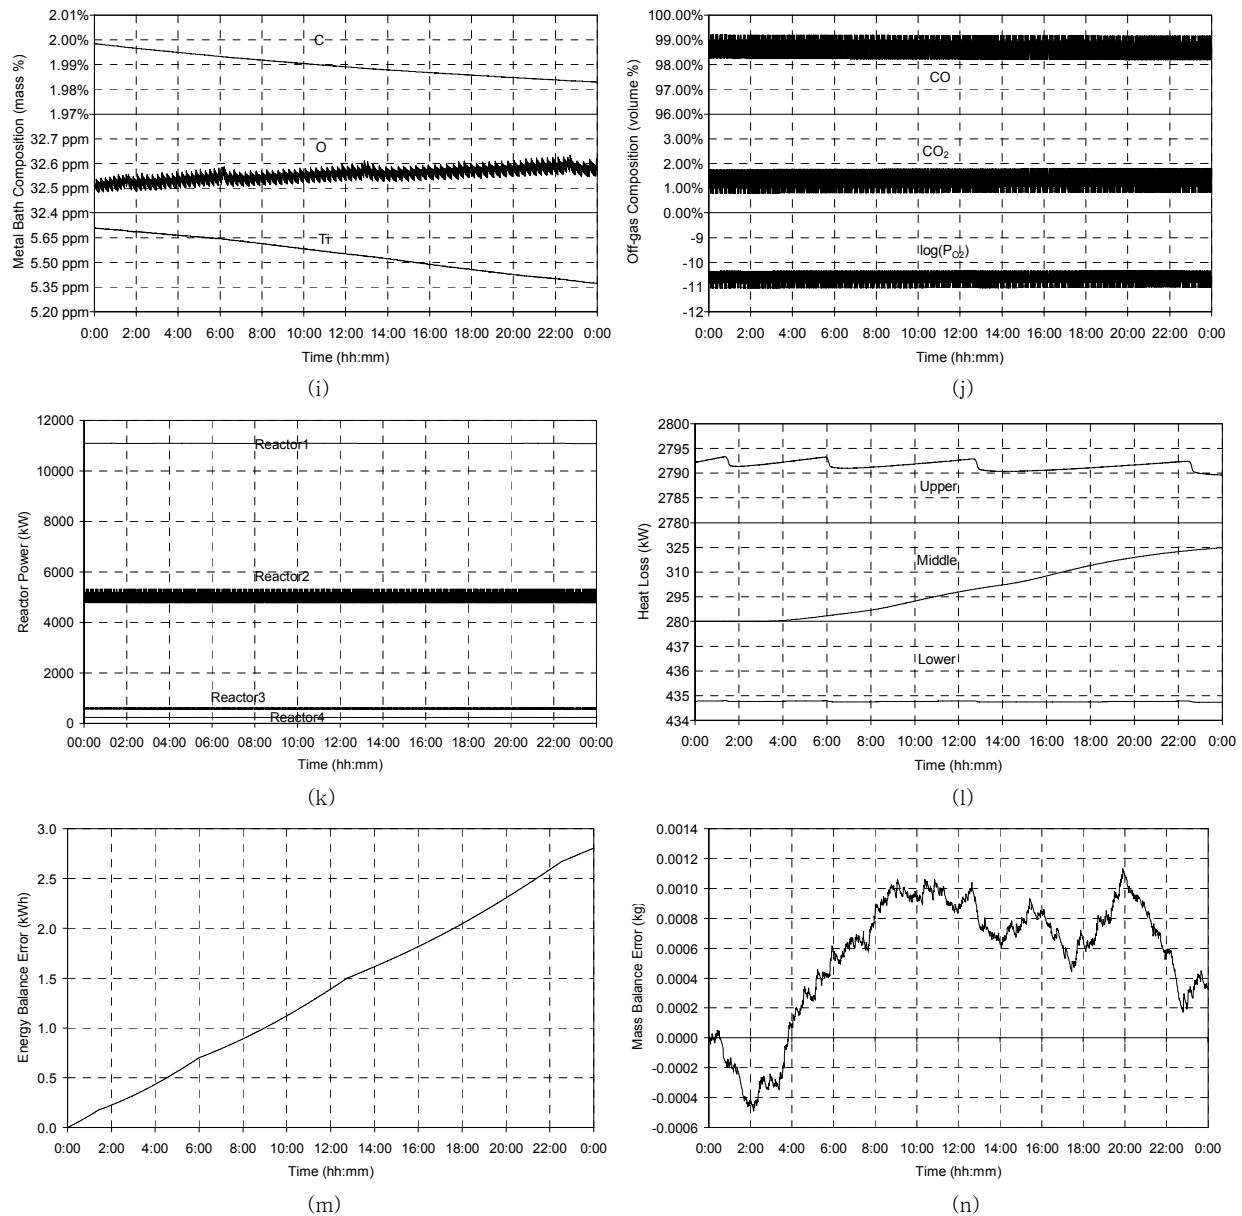 2.01%
2.00%
1.99%
1.98%
1.97%
32.7 ppm
32.6 ppm
32.5 ppm
32.4 ppm
5.65 ppm
5.50 ppm
5.35 ppm
5.20 ppm
Metal Bath Composition (mass %)
C
O
Ti
0:00 2:00 4:00 6:00 8:00 10:00 12:00 14:00 16:00 18:00 20:00 22:00 0:00
Time (hh:mm)
(i)
100.00%
99.00%
98.00%
97.00%
96.00%
3.00%
2.00%
1.00%
0.00%
-9
-10
-11
-12
Off-gas Composition (volume %)
CO
CO2
log(PO2)
0:00 2:00 4:00 6:00 8:00 10:00 12:00 14:00 16:00 18:00 20:00 22:00 0:00
Time (hh:mm)
(j)
12000
10000
8000
6000
4000
2000
0
Reactor Power (kW)
Reactor1
Reactor2
Reactor3
Reactor4
00:00 02:00 04:00 06:00 08:00 10:00 12:00 14:00 16:00 18:00 20:00 22:00 00:00
Time (hh:mm)
(k)
2800
2795
2790
2785
2780
325
310
295
280
437
436
435
434
Heat Loss (kW)
Upper
Middle
Lower
0:00 2:00 4:00 6:00 8:00 10:00 12:00 14:00 16:00 18:00 20:00 22:00 0:00
Time (hh:mm)
(l)
3.0
2.5
2.0
1.5
1.0
0.5
0.0
Energy Balance Error (kWh)
0:00 2:00 4:00 6:00 8:00 10:00 12:00 14:00 16:00 18:00 20:00 22:00 0:00
Time (hh:mm)
(m)
0.0014
0.0012
0.0010
0.0008
0.0006
0.0004
0.0002
0.0000
-0.0002
-0.0004
-0.0006
Mass Balance Error (kg)
0:00 2:00 4:00 6:00 8:00 10:00 12:00 14:00 16:00 18:00 20:00 22:00 0:00
Time (hh:mm)
(n)